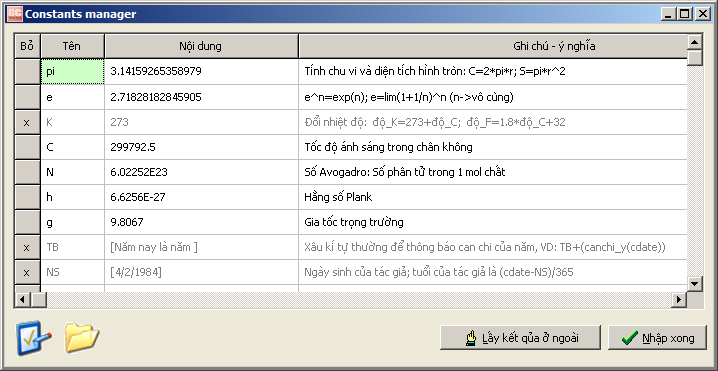 Constants manager
Bỏ Tên Nội dung Ghi chú - ý nghĩa
pi 3.14159265358979 Tính chu vi và diện tích hình tròn: C=2*pi*r; S=pi*r^2
e 2.71828182845905 e^n=exp(n); e=lim(1+1/n)^n (n->vô cùng)
x K 273 Đổi nhiệt độ: độ_K=273+độ_C; độ_F=1.8*độ_C+32
C 299792.5 Tốc độ ánh sáng trong chân không
N 6.02252E23 Số Avogadro: Số phân tử trong 1 mol chất
h 6.6256E-27 Hằng số Plank
g 9.8067 Gia tốc trọng trường
x TB [Năm nay là năm ] Xâu kí tự thường để thông báo can chi của năm, VD: TB+(canchi_y(cdate))
x NS [4/2/1984] Ngày sinh của tác giả; tuổi của tác giả là (cdate-NS)/365
Lấy kết qủa ở ngoài Nhập xong